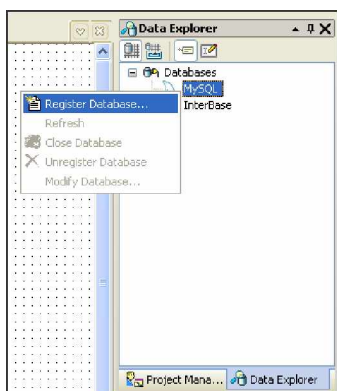 Data Explorer
Databases
MySQL
InterBase
Register Database...
Refresh
Close Database
Unregister Database
Modify Database...
Project Mana...
Data Explorer